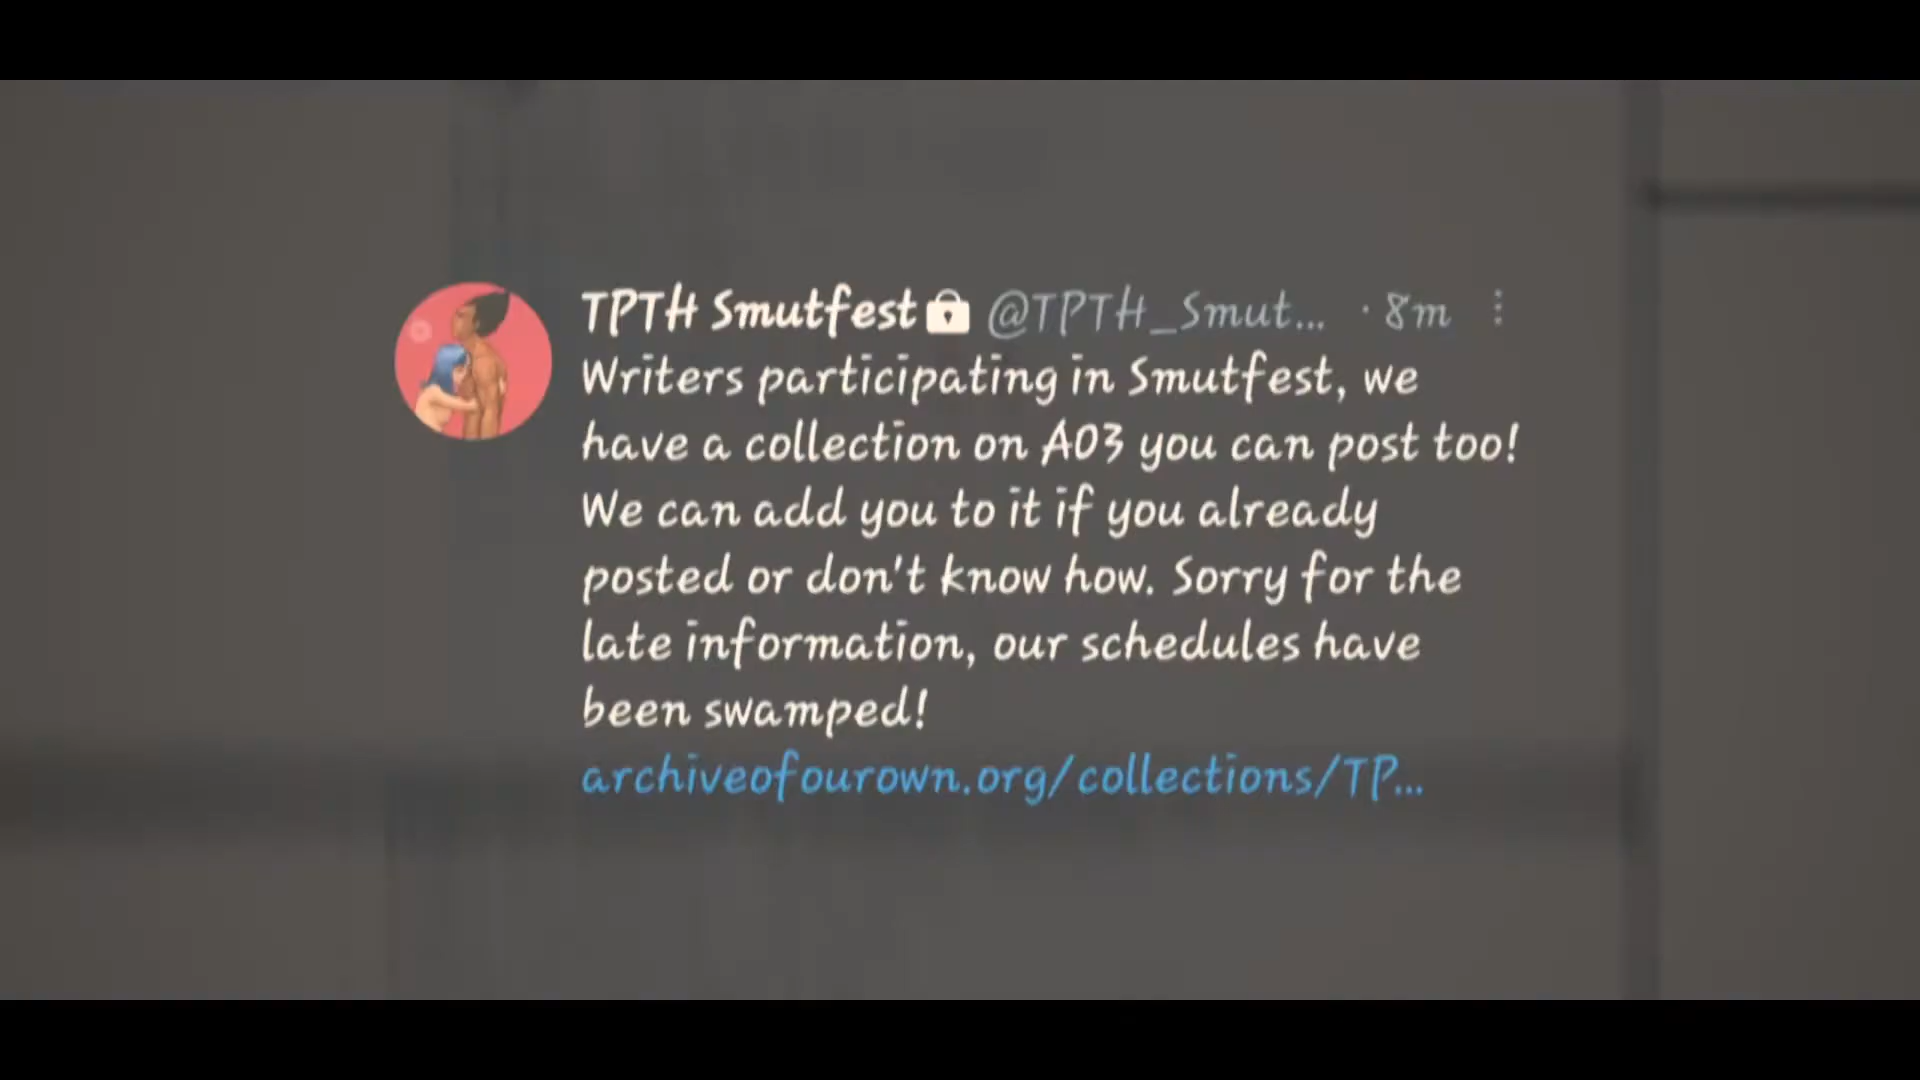 TPTH Smutfest🔒 @TPTH_Smut... · 8m
Writers participating in Smutfest, we
have a collection on AO3 you can post too!
We can add you to it if you already
posted or don't know how. Sorry for the
late information, our schedules have
been swamped!
archiveofourown.org/collections/TP...